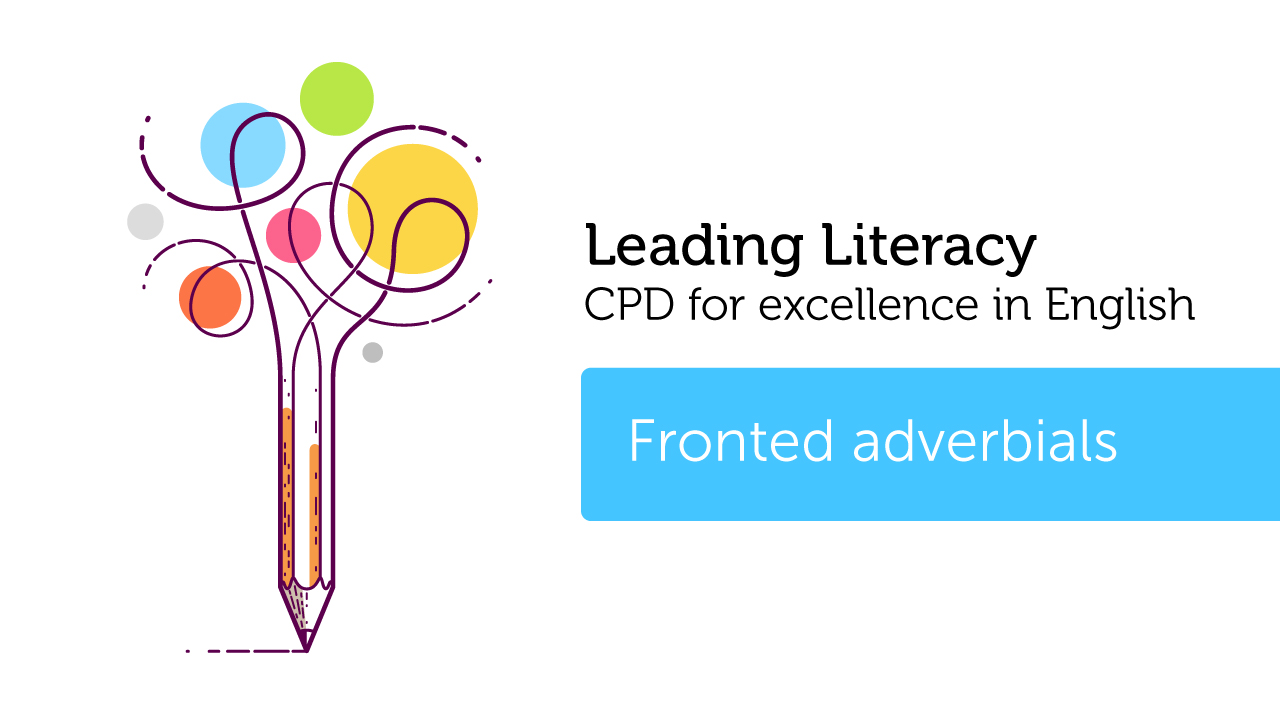 Leading Literacy
CPD for excellence in English
Fronted adverbials